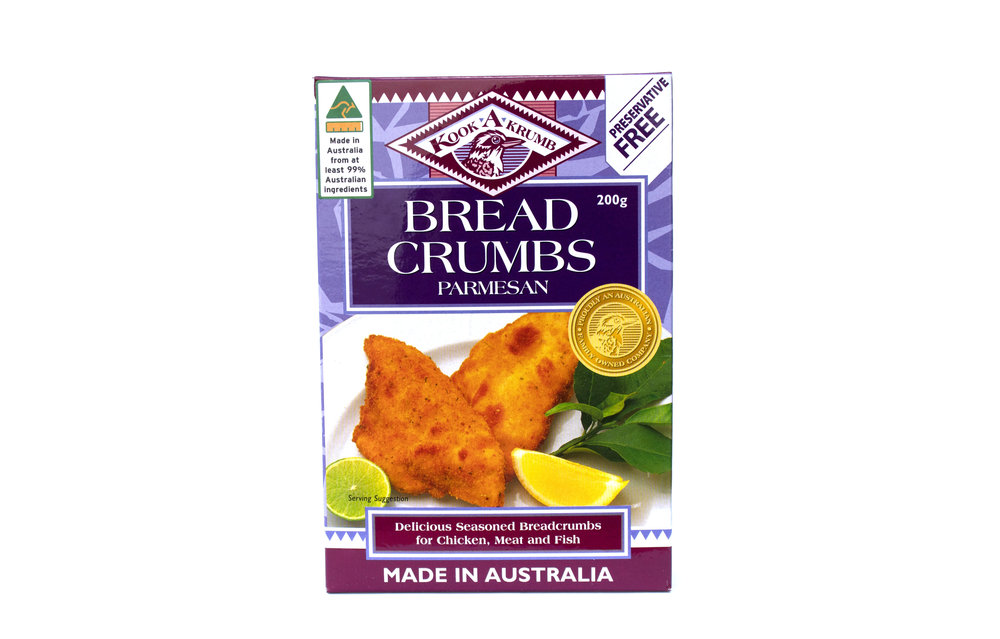 Made in
Australia
from at
least 99%
Australian
ingredients
KOOK·A·KRUMB
PRESERVATIVE
FREE
200g
BREAD
CRUMBS
PARMESAN
PROUDLY AN AUSTRALIAN
FAMILY OWNED COMPANY
Serving Suggestion
Delicious Seasoned Breadcrumbs
for Chicken, Meat and Fish
MADE IN AUSTRALIA